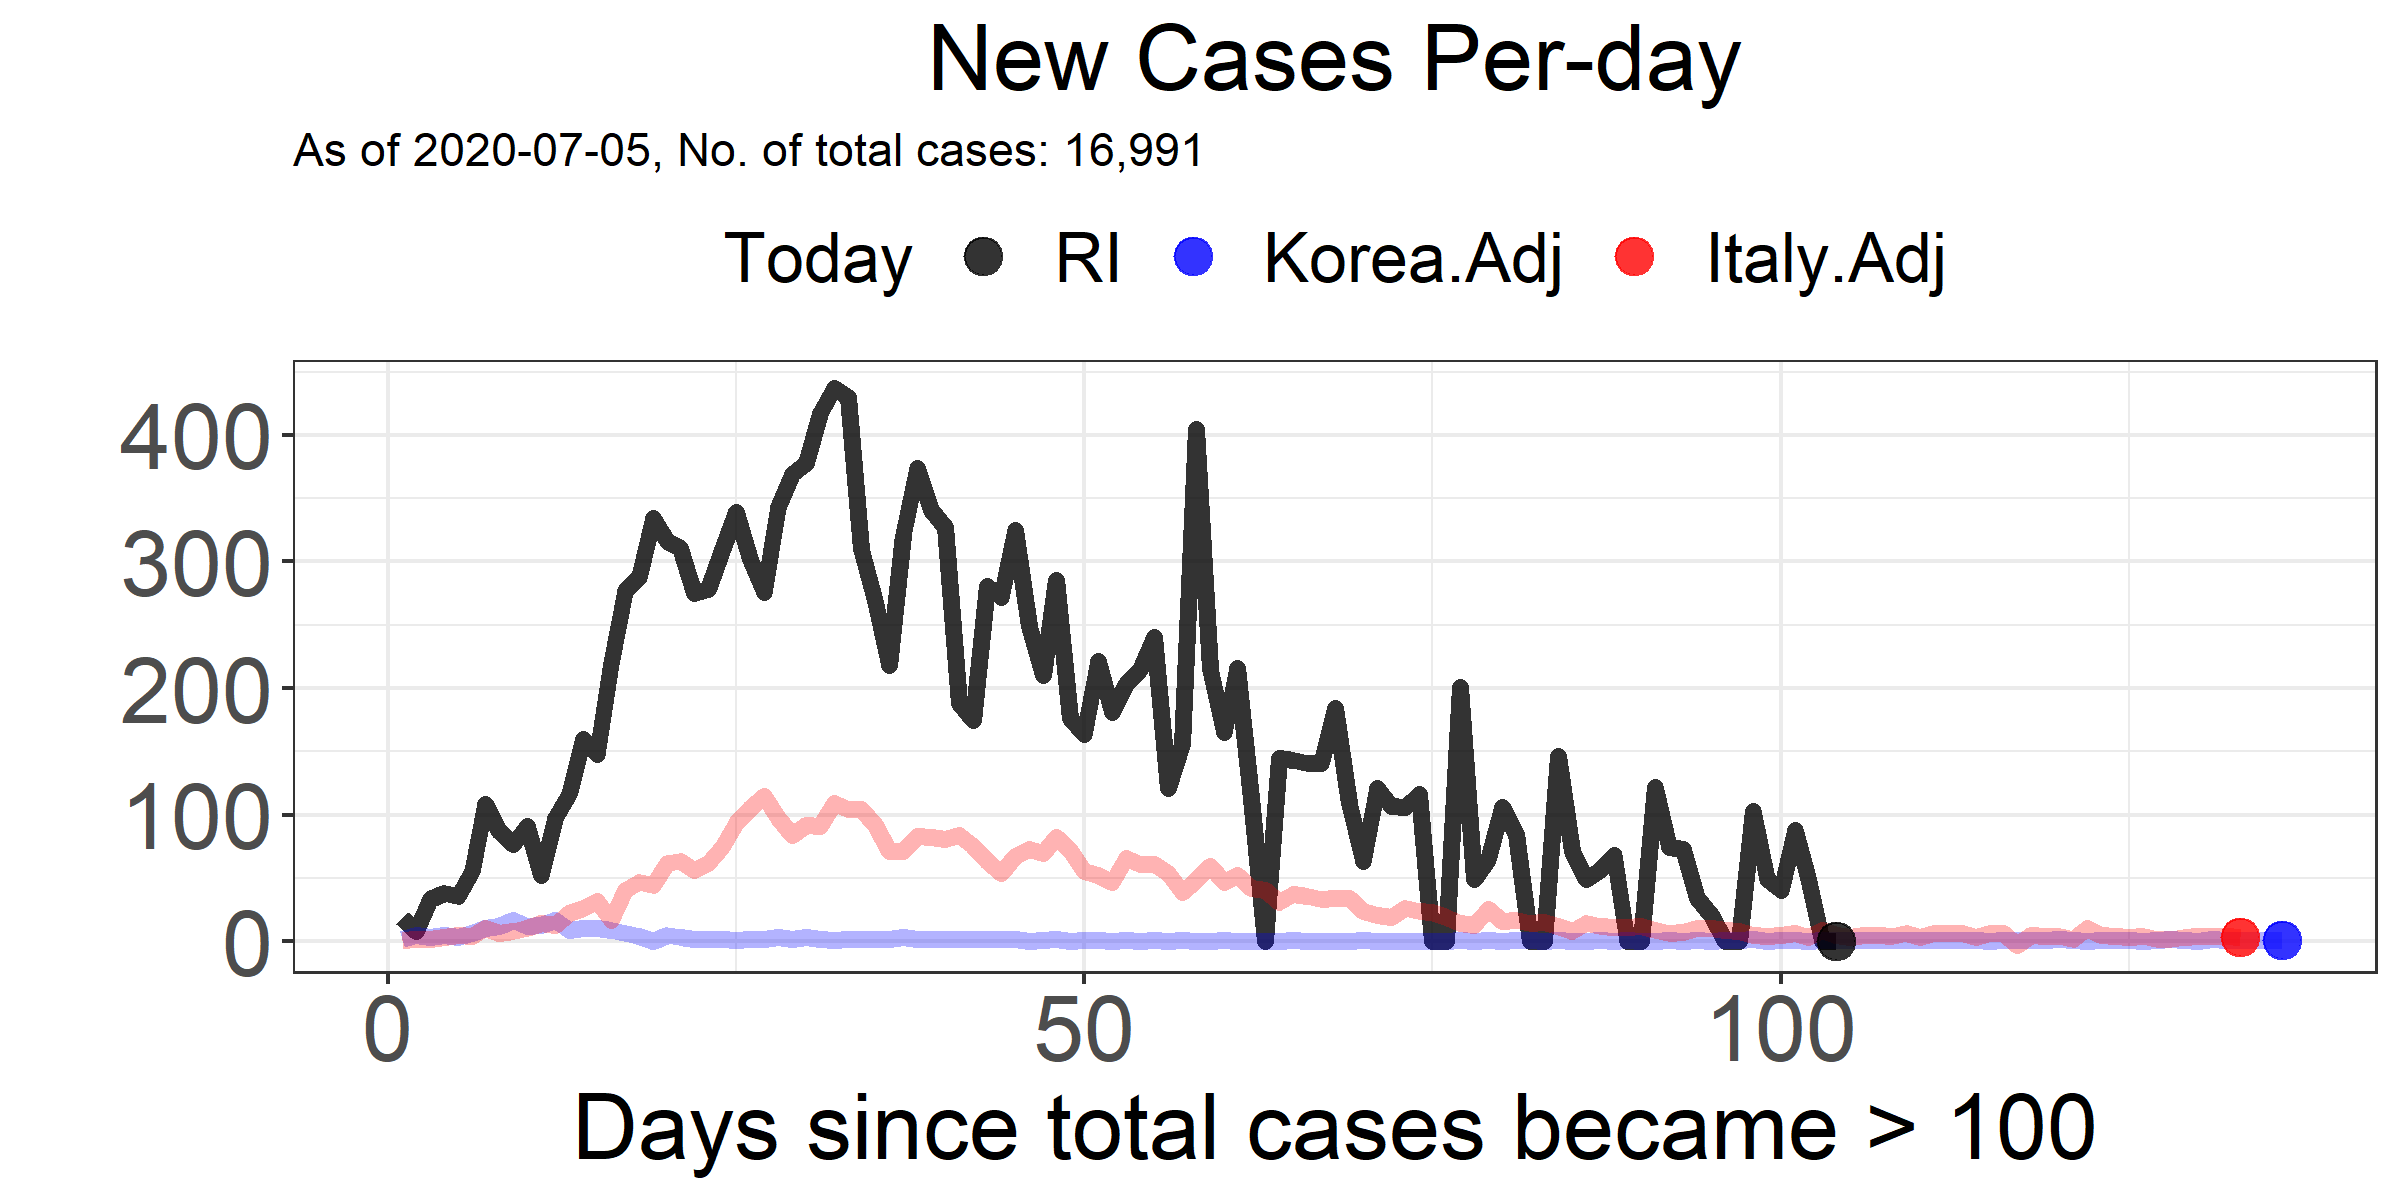 New Cases Per-day
As of 2020-07-05, No. of total cases: 16,991
Today RI Korea.Adj Italy.Adj
400
300
200
100
0
0 50 100
Days since total cases became > 100